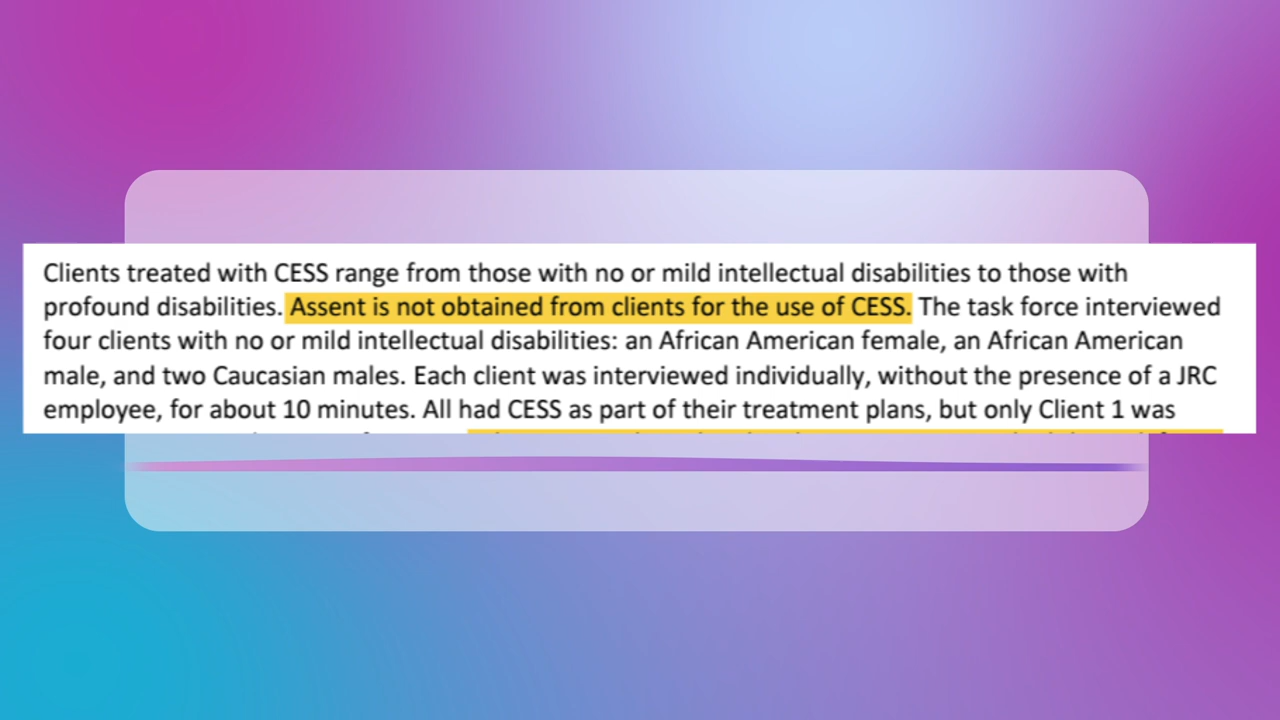 Clients treated with CESS range from those with no or mild intellectual disabilities to those with
profound disabilities. Assent is not obtained from clients for the use of CESS. The task force interviewed
four clients with no or mild intellectual disabilities: an African American female, an African American
male, and two Caucasian males. Each client was interviewed individually, without the presence of a JRC
employee, for about 10 minutes. All had CESS as part of their treatment plans, but only Client 1 was